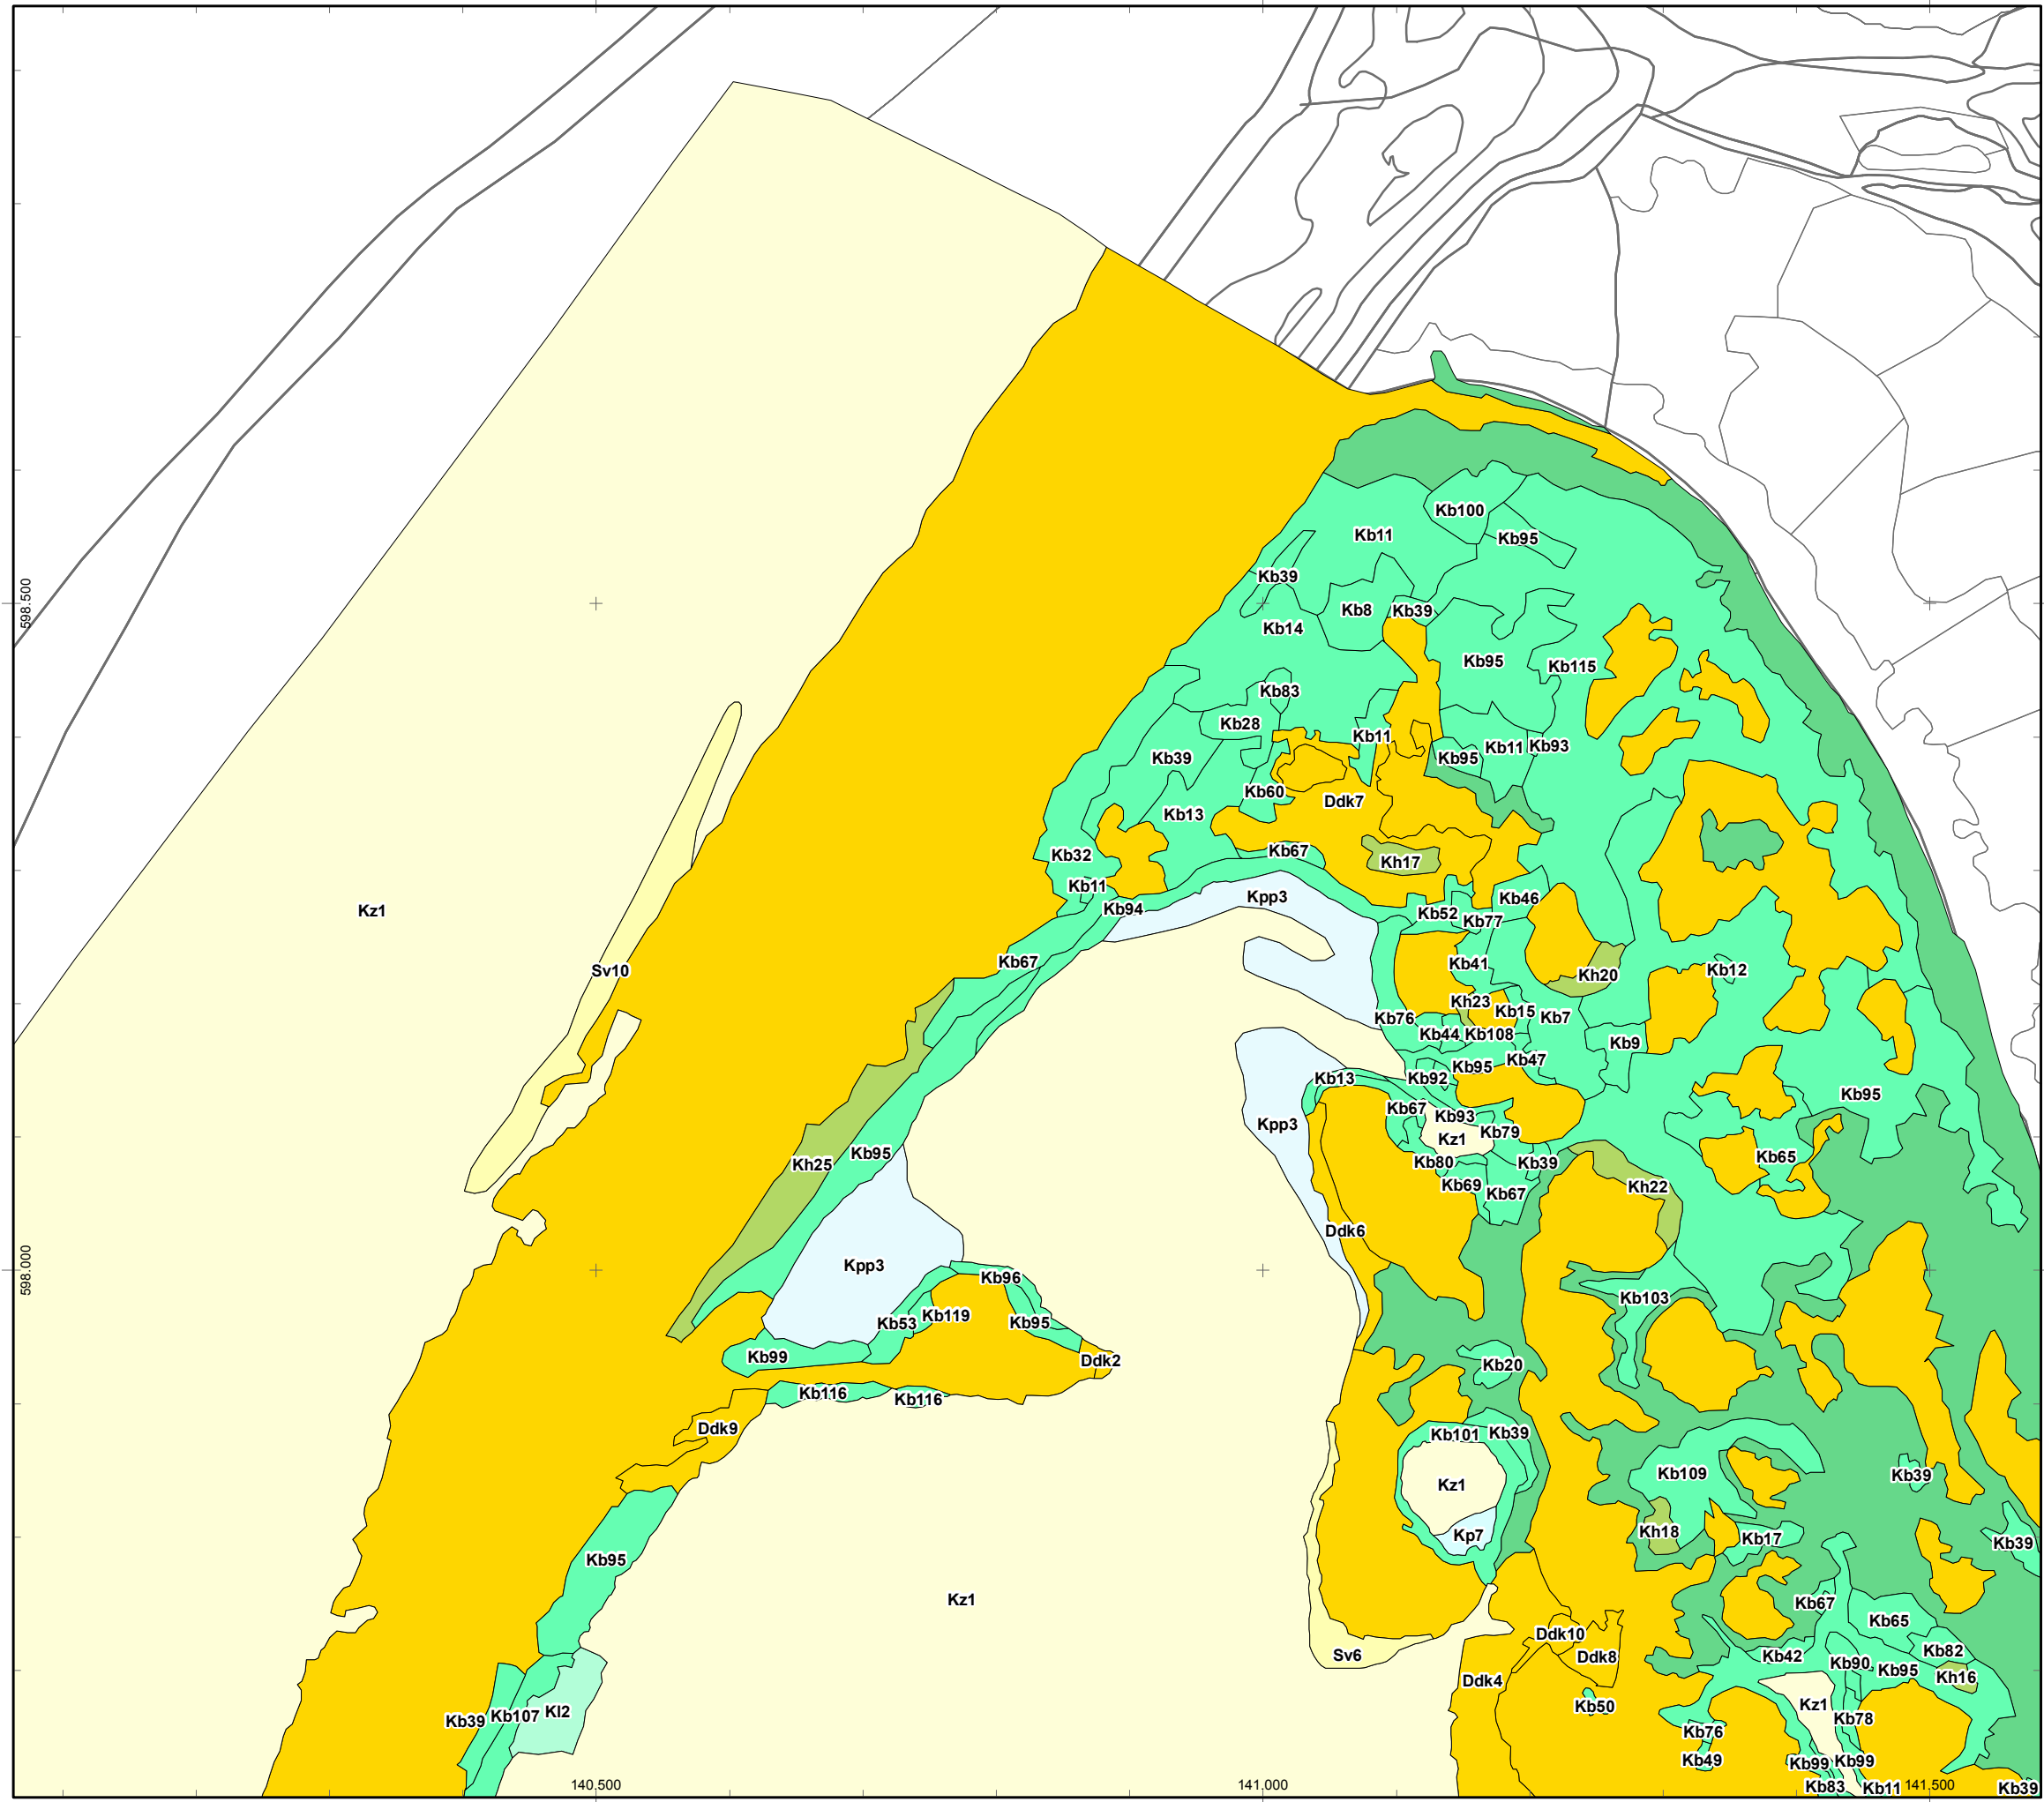 Kb100
Kb11
Kb95
Kb39
598.500
Kb8
Kb39
Kb14
Kb95
Kb115
Kb83
Kb28
Kb11
Kb11
Kb93
Kb39
Kb95
Kb60
Ddk7
Kb13
Kb67
Kb32
Kh17
Kb11
Kpp3
Kb46
Kz1
Kb94
Kb52
Kb77
Kb67
Kb41
Sv10
Kb12
Kh20
Kh23
Kb15
Kb76
Kb7
Kb44
Kb108
Kb9
Kb47
Kb95
Kb13
Kb92
Kb95
Kb67
Kb93
Kpp3
Kz1
Kb79
Kb95
Kb65
Kh25
Kb80
Kb39
Kb69
Kb67
Kh22
Ddk6
Kpp3
598.000
Kb96
Kb103
Kb119
Kb53
Kb95
Kb99
Ddk2
Kb20
Kb116
Kb116
Ddk9
Kb101
Kb39
Kb109
Kb39
Kz1
Kh18
Kp7
Kb17
Kb39
Kb95
Kz1
Kb67
Kb65
Ddk10
Sv6
Ddk8
Kb42
Kb82
Kb90
Kb95
Kh16
Ddk4
Kb50
Kz1
Kb39
Kb107
Kl2
Kb78
Kb76
Kb49
Kb99
Kb99
140.500
141.000
Kb83
Kb11
141.500
Kb39